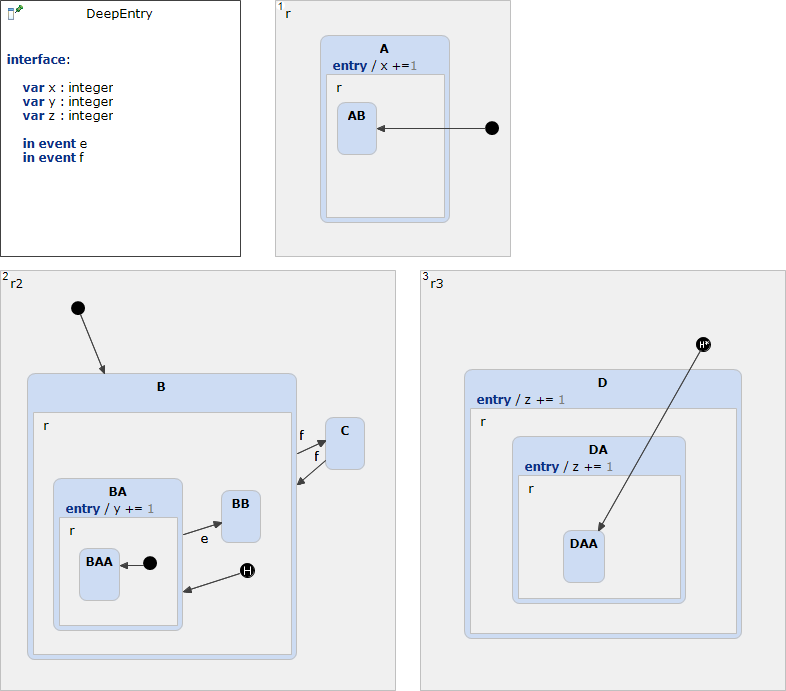 DeepEntry
interface:
var x : integer
var y : integer
var z : integer
in event e
in event f
1
r
A
entry / x +=1
r
AB
2
r2
B
r
BA
entry / y += 1
r
BAA
BB
e
H
f
f
C
3
r3
H*
D
entry / z += 1
r
DA
entry / z += 1
r
DAA